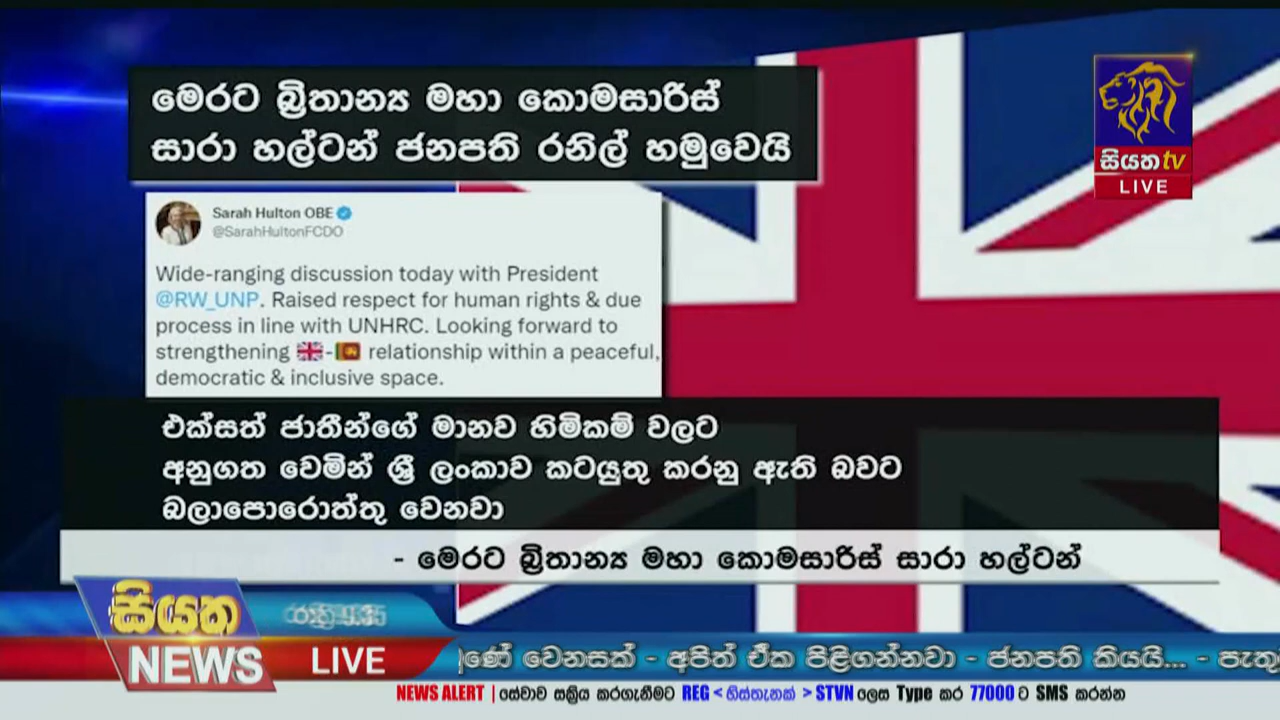 මෙරට බ්‍රිතාන්‍ය මහා කොමසාරිස්
සාරා හල්ටන් ජනපති රනිල් හමුවෙයි
සියත tv
LIVE
Sarah Hulton OBE
@SarahHultonFCDO
Wide-ranging discussion today with President
@RW_UNP. Raised respect for human rights & due
process in line with UNHRC. Looking forward to
strengthening 🇬🇧-🇱🇰 relationship within a peaceful,
democratic & inclusive space.
එක්සත් ජාතීන්ගේ මානව හිමිකම් වලට
අනුගත වෙමින් ශ්‍රී ලංකාව කටයුතු කරනු ඇති බවට
බලාපොරොත්තු වෙනවා
- මෙරට බ්‍රිතාන්‍ය මහා කොමසාරිස් සාරා හල්ටන්
සියත
NEWS
LIVE
වෙනසක් - අපිත් ඒක පිළිගන්නවා - ජනපති කියයි... -
NEWS ALERT | සේවාව සක්‍රිය කරගැනීමට REG < හිස්තැනක් > STVN ලෙස Type කර 77000 ට SMS කරන්න